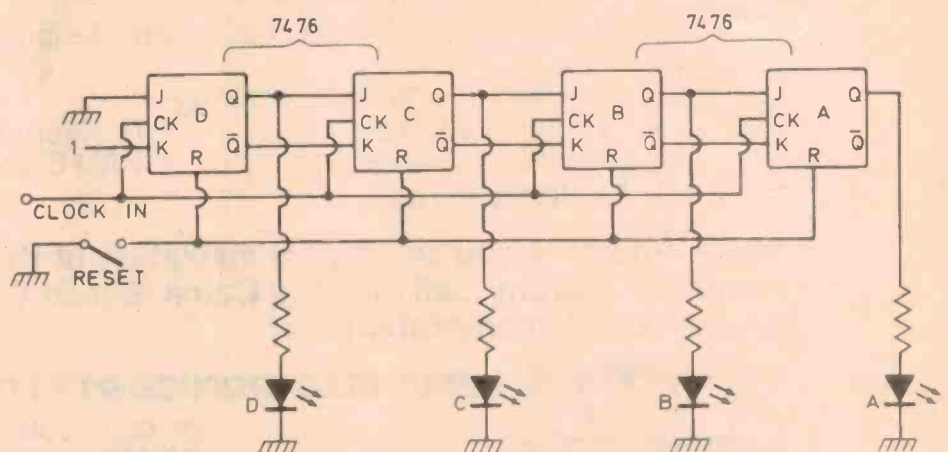 7476
7476
J Q
CK D
K Q̄
R
J Q
CK C
K Q̄
R
J Q
CK B
K Q̄
R
J Q
CK A
K Q̄
R
1
CLOCK IN
RESET
D
C
B
A